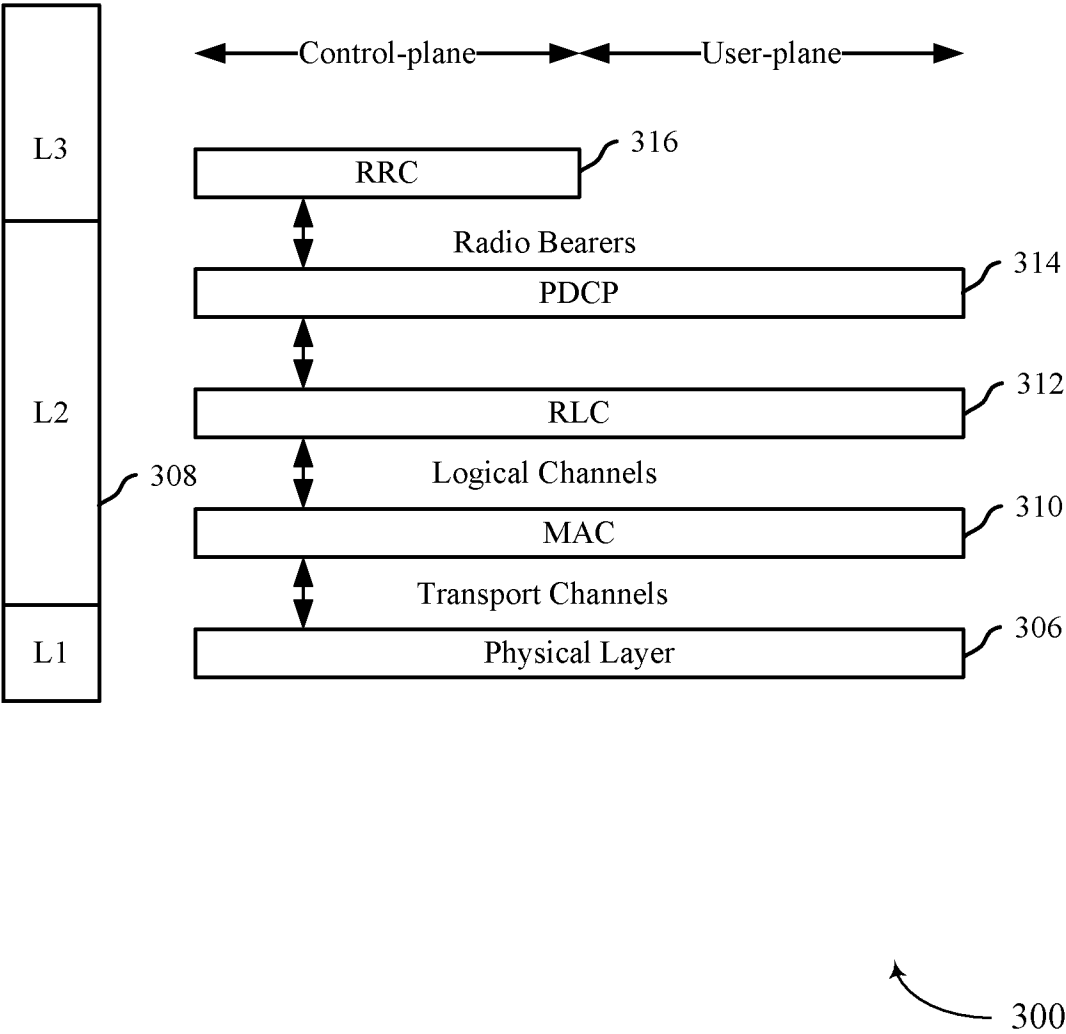 Control-plane User-plane
L3
RRC
316
Radio Bearers
PDCP
314
L2
RLC
312
308
Logical Channels
MAC
310
Transport Channels
L1
Physical Layer
306
300